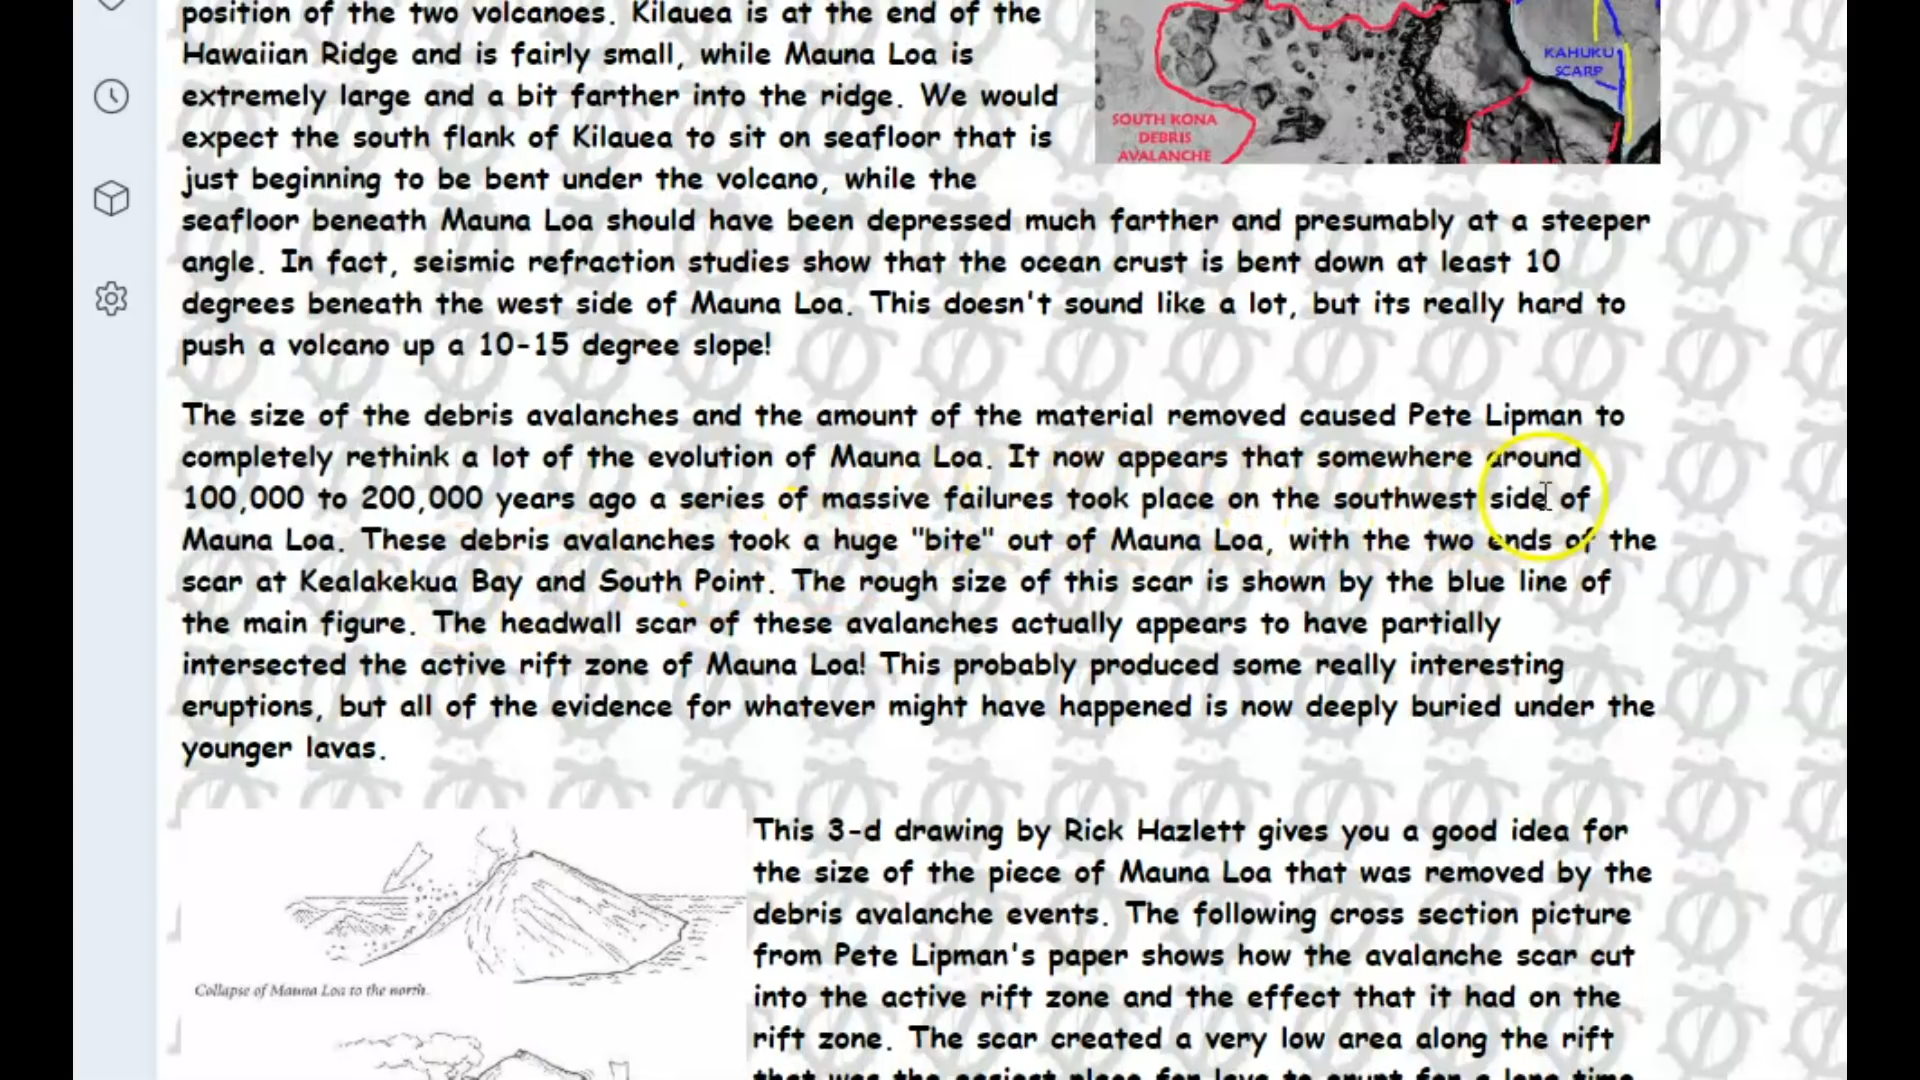 position of the two volcanoes. Kilauea is at the end of the
Hawaiian Ridge and is fairly small, while Mauna Loa is
extremely large and a bit farther into the ridge. We would
expect the south flank of Kilauea to sit on seafloor that is
just beginning to be bent under the volcano, while the
KAHUKU
SCARP
SOUTH KONA
DEBRIS
AVALANCHE
seafloor beneath Mauna Loa should have been depressed much farther and presumably at a steeper
angle. In fact, seismic refraction studies show that the ocean crust is bent down at least 10
degrees beneath the west side of Mauna Loa. This doesn't sound like a lot, but its really hard to
push a volcano up a 10-15 degree slope!
The size of the debris avalanches and the amount of the material removed caused Pete Lipman to
completely rethink a lot of the evolution of Mauna Loa. It now appears that somewhere around
100,000 to 200,000 years ago a series of massive failures took place on the southwest side of
Mauna Loa. These debris avalanches took a huge "bite" out of Mauna Loa, with the two ends of the
scar at Kealakekua Bay and South Point. The rough size of this scar is shown by the blue line of
the main figure. The headwall scar of these avalanches actually appears to have partially
intersected the active rift zone of Mauna Loa! This probably produced some really interesting
eruptions, but all of the evidence for whatever might have happened is now deeply buried under the
younger lavas.
Collapse of Mauna Loa to the north.
This 3-d drawing by Rick Hazlett gives you a good idea for
the size of the piece of Mauna Loa that was removed by the
debris avalanche events. The following cross section picture
from Pete Lipman's paper shows how the avalanche scar cut
into the active rift zone and the effect that it had on the
rift zone. The scar created a very low area along the rift
that was the easiest place for lava to erupt for a long time